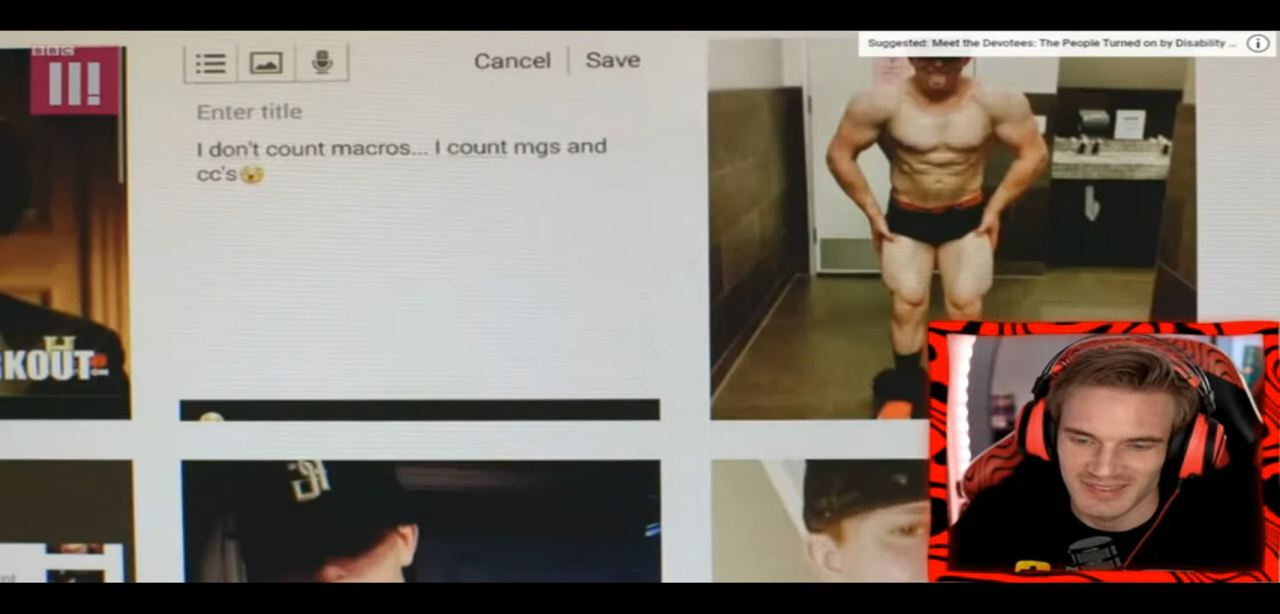 BBC
Suggested: Meet the Devotees: The People Turned on by Disability ...
Cancel | Save
Enter title
I don't count macros... I count mgs and
cc's😵
KOUT